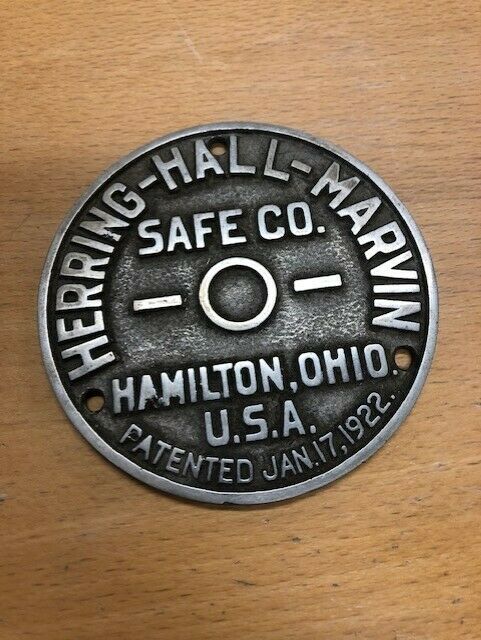 HERRING-HALL-MARVIN
SAFE CO.
HAMILTON, OHIO.
U.S.A.
PATENTED JAN.17,1922.